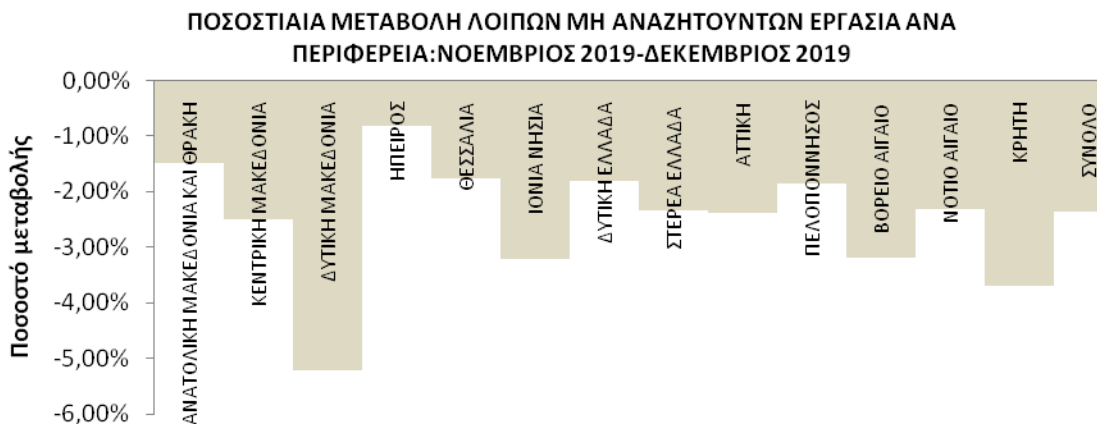 ΠΟΣΟΣΤΙΑΙΑ ΜΕΤΑΒΟΛΗ ΛΟΙΠΩΝ ΜΗ ΑΝΑΖΗΤΟΥΝΤΩΝ ΕΡΓΑΣΙΑ ΑΝΑ
ΠΕΡΙΦΕΡΕΙΑ:ΝΟΕΜΒΡΙΟΣ 2019-ΔΕΚΕΜΒΡΙΟΣ 2019
Ποσοστό μεταβολής
0,00%
-1,00%
-2,00%
-3,00%
-4,00%
-5,00%
-6,00%
ΑΝΑΤΟΛΙΚΗ ΜΑΚΕΔΟΝΙΑ ΚΑΙ ΘΡΑΚΗ
ΚΕΝΤΡΙΚΗ ΜΑΚΕΔΟΝΙΑ
ΔΥΤΙΚΗ ΜΑΚΕΔΟΝΙΑ
ΗΠΕΙΡΟΣ
ΘΕΣΣΑΛΙΑ
ΙΟΝΙΑ ΝΗΣΙΑ
ΔΥΤΙΚΗ ΕΛΛΑΔΑ
ΣΤΕΡΕΑ ΕΛΛΑΔΑ
ΑΤΤΙΚΗ
ΠΕΛΟΠΟΝΝΗΣΟΣ
ΒΟΡΕΙΟ ΑΙΓΑΙΟ
ΝΟΤΙΟ ΑΙΓΑΙΟ
ΚΡΗΤΗ
ΣΥΝΟΛΟ